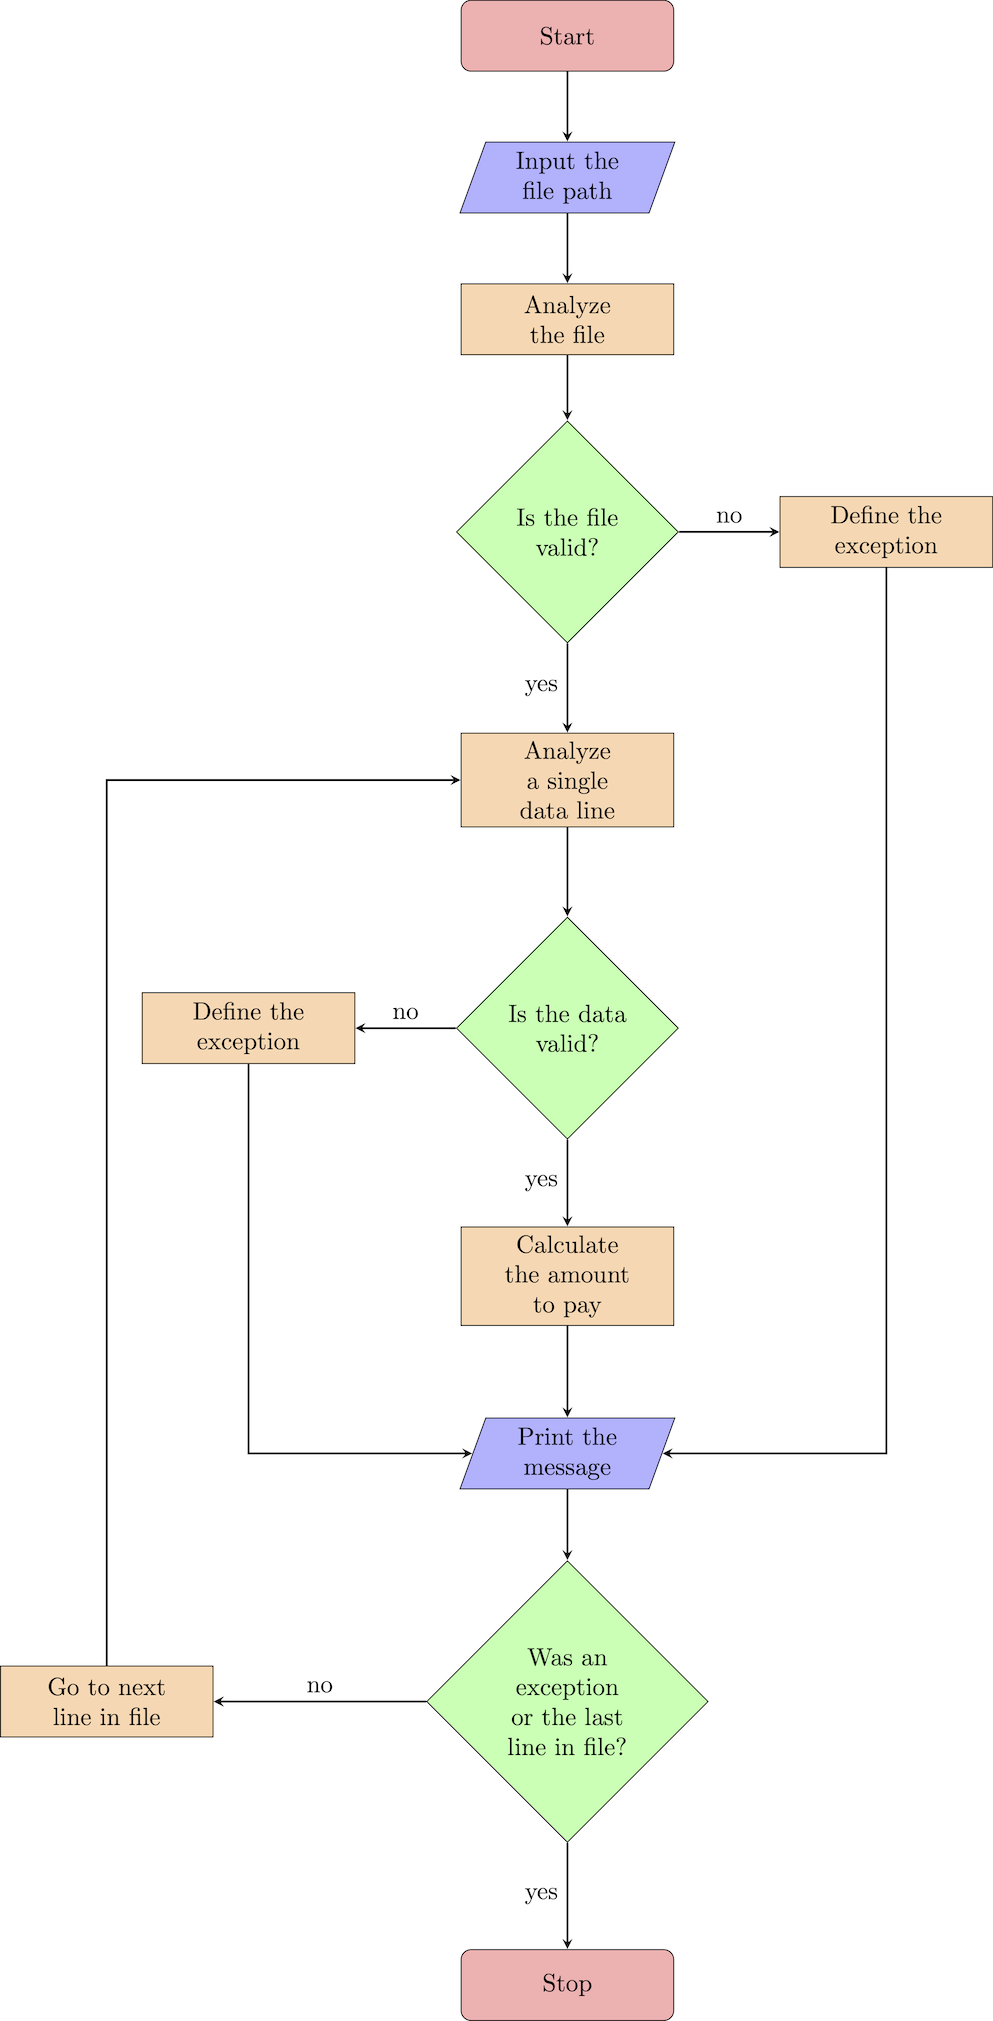 Start
Input the
file path
Analyze
the file
Is the file
valid?
no
Define the
exception
yes
Analyze
a single
data line
Define the
exception
no
Is the data
valid?
yes
Calculate
the amount
to pay
Print the
message
Go to next
line in file
no
Was an
exception
or the last
line in file?
yes
Stop